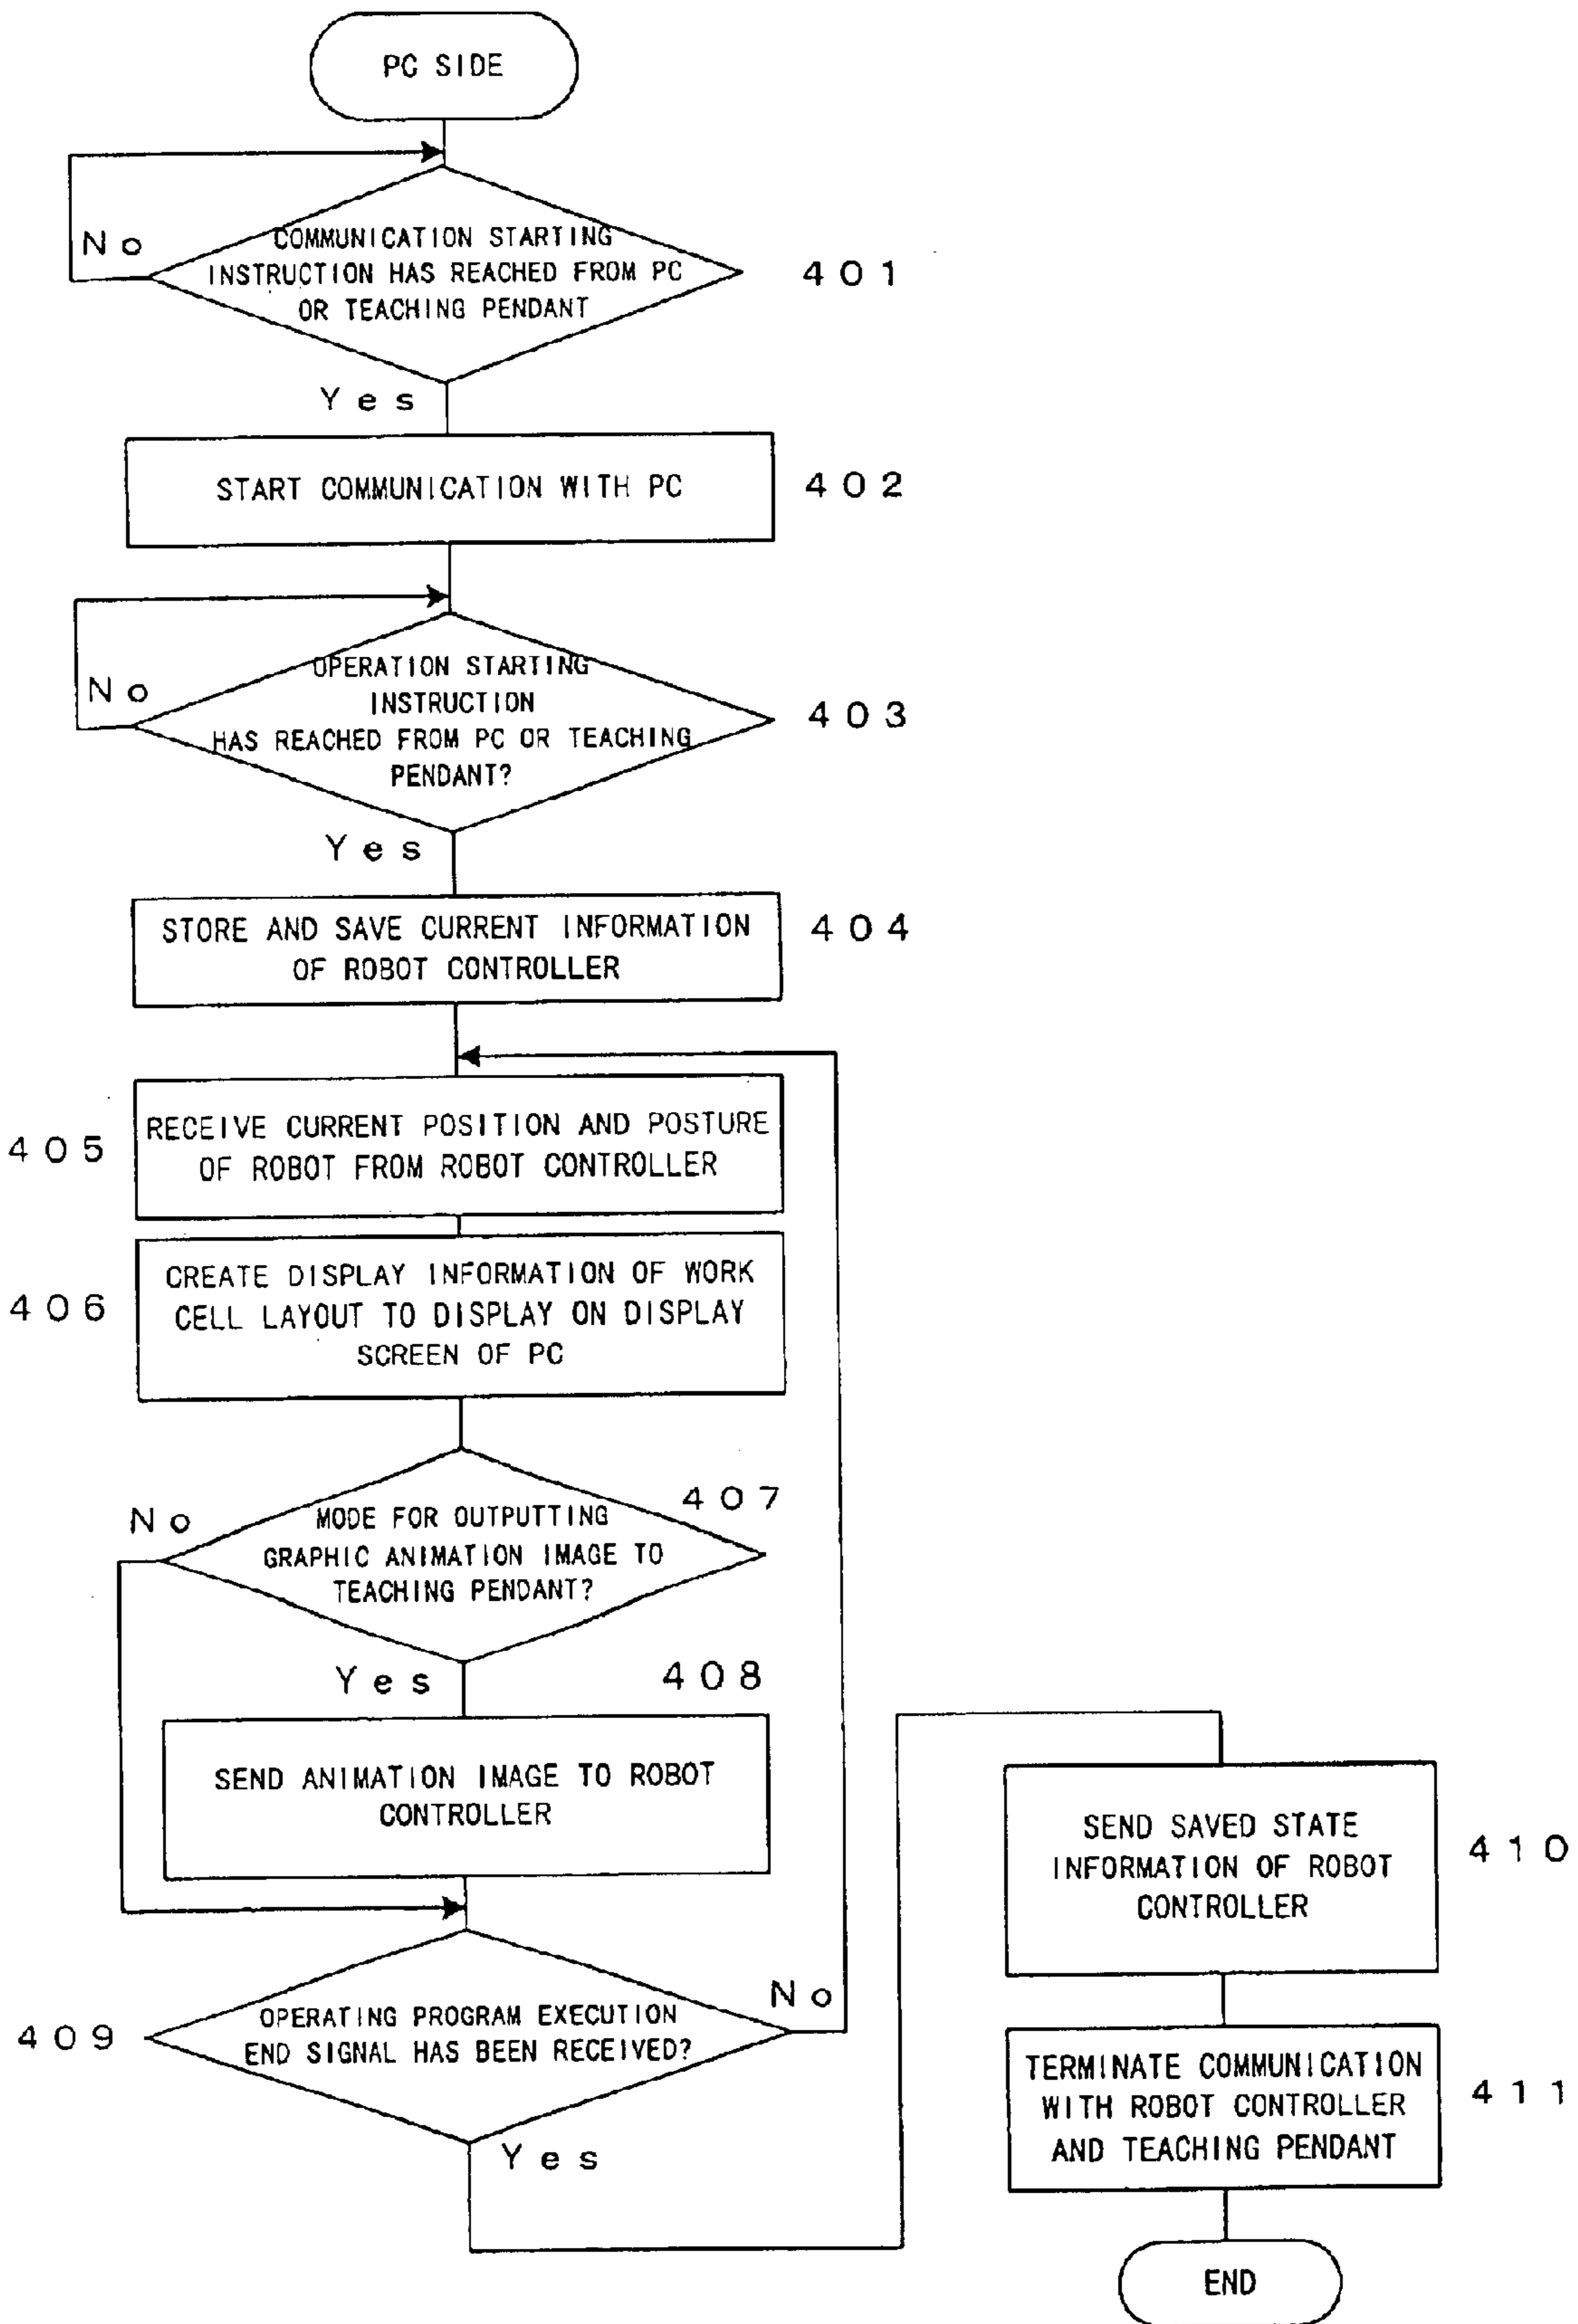 PC SIDE
No
COMMUNICATION STARTING
INSTRUCTION HAS REACHED FROM PC
OR TEACHING PENDANT
401
Yes
START COMMUNICATION WITH PC
402
No
OPERATION STARTING
INSTRUCTION
HAS REACHED FROM PC OR TEACHING
PENDANT?
403
Yes
STORE AND SAVE CURRENT INFORMATION
OF ROBOT CONTROLLER
404
405
RECEIVE CURRENT POSITION AND POSTURE
OF ROBOT FROM ROBOT CONTROLLER
406
CREATE DISPLAY INFORMATION OF WORK
CELL LAYOUT TO DISPLAY ON DISPLAY
SCREEN OF PC
407
No
MODE FOR OUTPUTTING
GRAPHIC ANIMATION IMAGE TO
TEACHING PENDANT?
Yes
408
SEND ANIMATION IMAGE TO ROBOT
CONTROLLER
409
OPERATING PROGRAM EXECUTION
END SIGNAL HAS BEEN RECEIVED?
No
Yes
SEND SAVED STATE
INFORMATION OF ROBOT
CONTROLLER
410
TERMINATE COMMUNICATION
WITH ROBOT CONTROLLER
AND TEACHING PENDANT
411
END